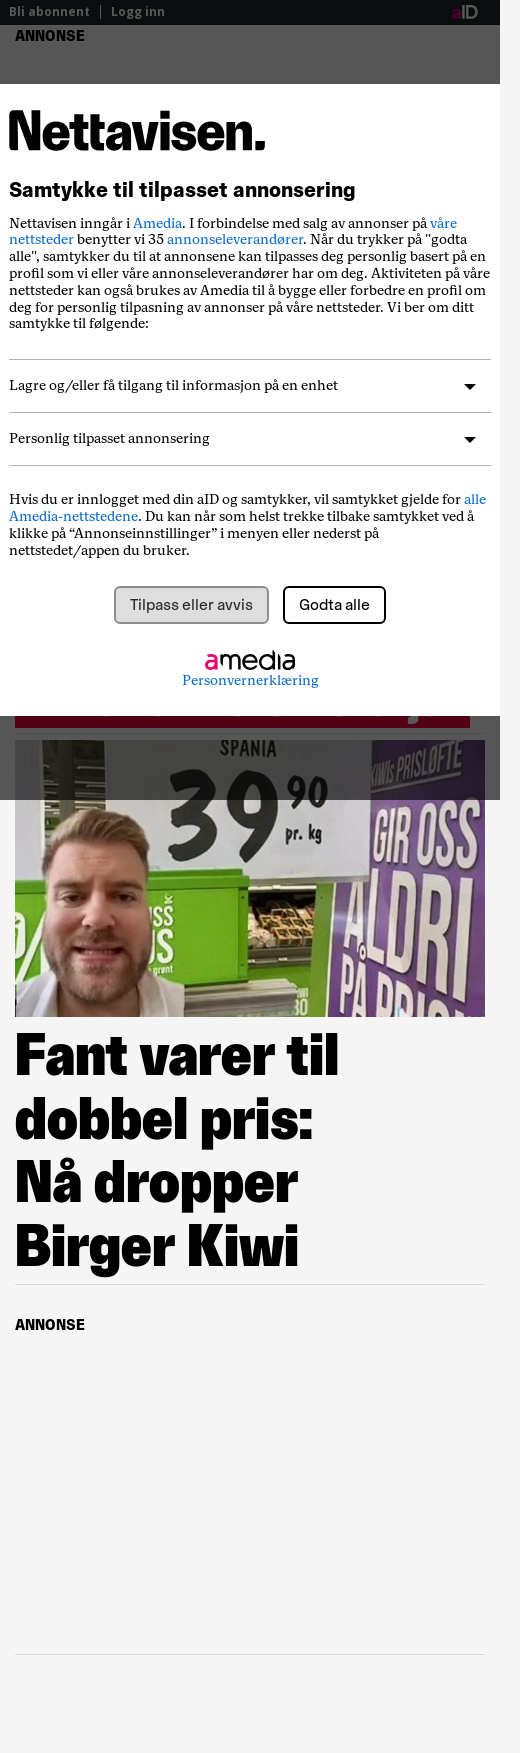 Bli abonnent | Logg inn
aID
ANNONSE
Nettavisen.
Samtykke til tilpasset annonsering
Nettavisen inngår i Amedia. I forbindelse med salg av annonser på våre
nettsteder benytter vi 35 annonseleverandører. Når du trykker på "godta
alle", samtykker du til at annonsene kan tilpasses deg personlig basert på en
profil som vi eller våre annonseleverandører har om deg. Aktiviteten på våre
nettsteder kan også brukes av Amedia til å bygge eller forbedre en profil om
deg for personlig tilpasning av annonser på våre nettsteder. Vi ber om ditt
samtykke til følgende:
Lagre og/eller få tilgang til informasjon på en enhet
Personlig tilpasset annonsering
Hvis du er innlogget med din aID og samtykker, vil samtykket gjelde for alle
Amedia-nettstedene. Du kan når som helst trekke tilbake samtykket ved å
klikke på “Annonseinnstillinger” i menyen eller nederst på
nettstedet/appen du bruker.
Tilpass eller avvis
Godta alle
amedia
Personvernerklæring
SPANIA
39 90
pr. kg
KIWIs PRISLØFTE
GIR OSS
ALDRI
PÅ PRIS
Fant varer til
dobbel pris:
Nå dropper
Birger Kiwi
ANNONSE